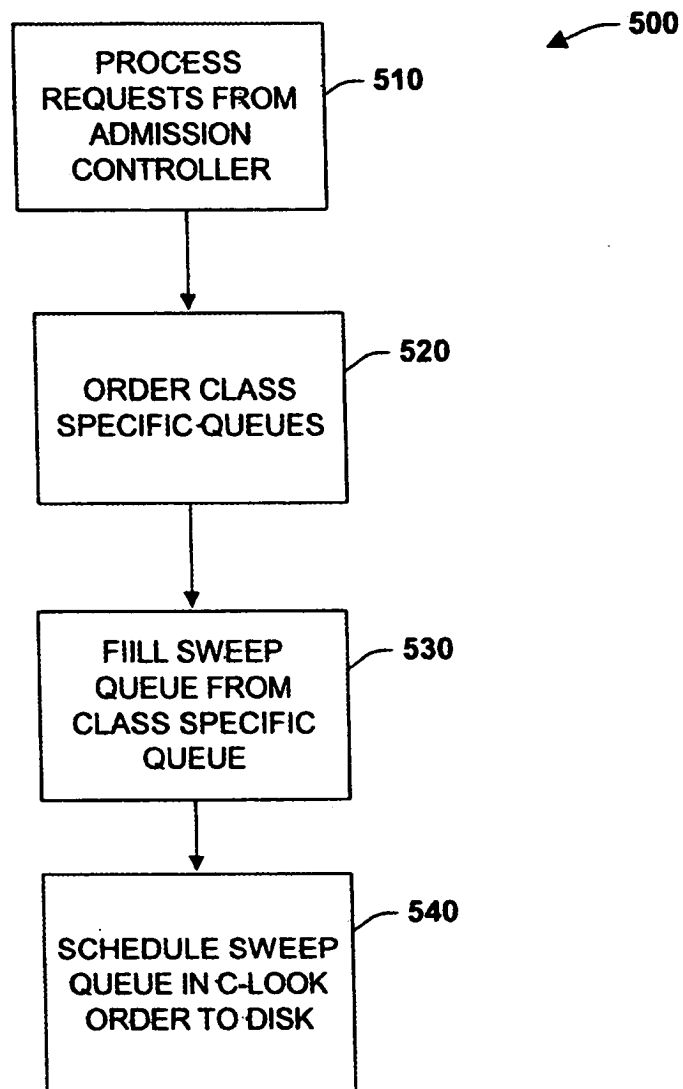 500
PROCESS
REQUESTS FROM
ADMISSION
CONTROLLER
510
ORDER CLASS
SPECIFIC QUEUES
520
FIILL SWEEP
QUEUE FROM
CLASS SPECIFIC
QUEUE
530
SCHEDULE SWEEP
QUEUE IN C-LOOK
ORDER TO DISK
540